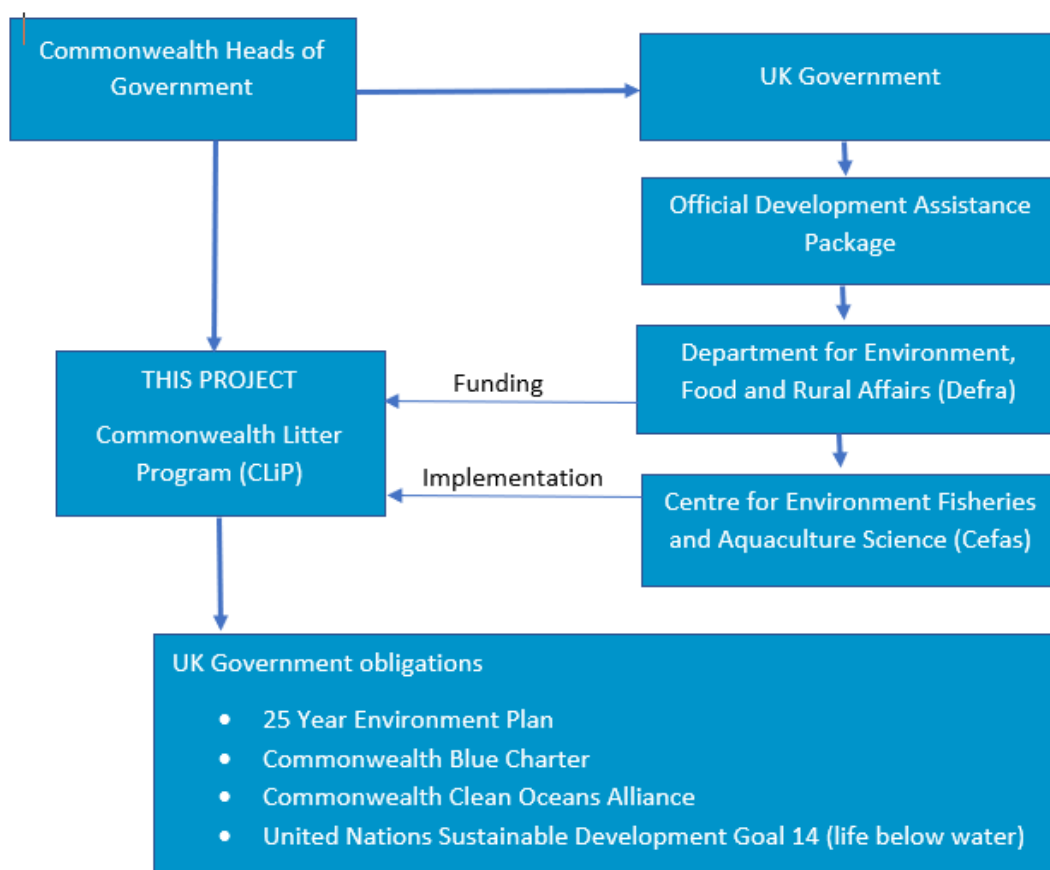 Commonwealth Heads of
Government
UK Government
Official Development Assistance
Package
THIS PROJECT
Commonwealth Litter
Program (CLiP)
Funding
Department for Environment,
Food and Rural Affairs (Defra)
Implementation
Centre for Environment Fisheries
and Aquaculture Science (Cefas)
UK Government obligations
• 25 Year Environment Plan
• Commonwealth Blue Charter
• Commonwealth Clean Oceans Alliance
• United Nations Sustainable Development Goal 14 (life below water)